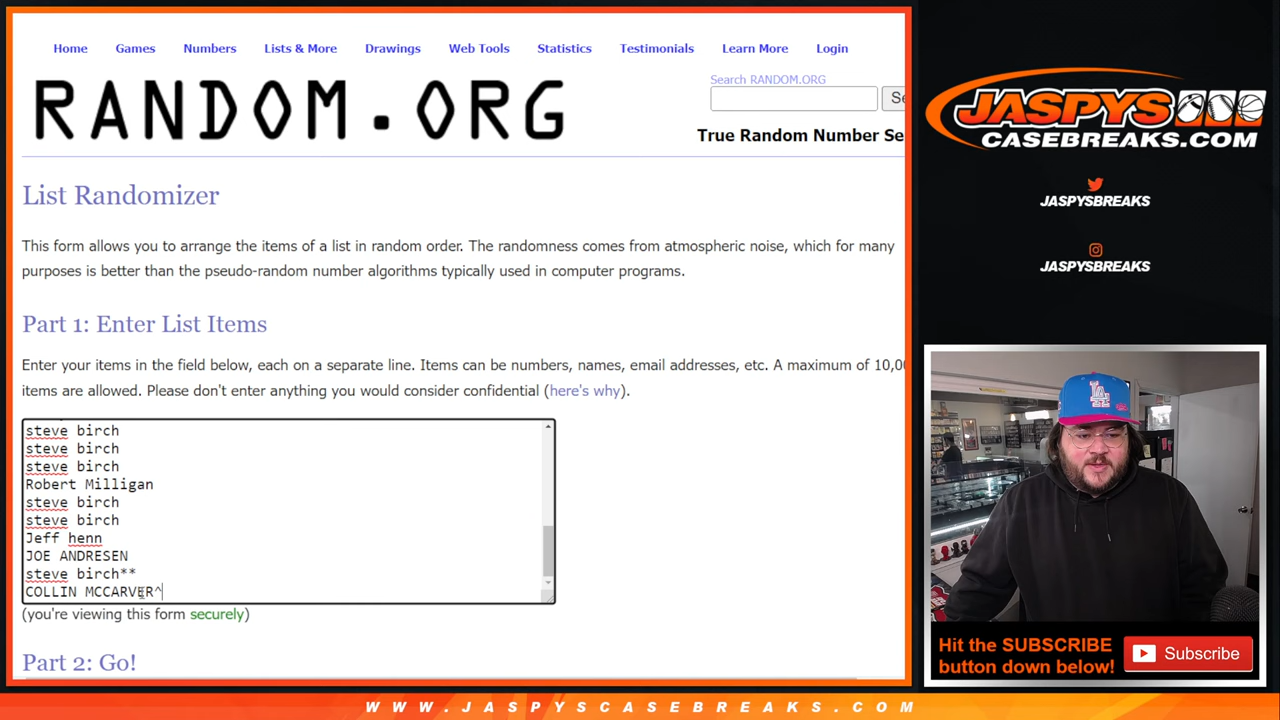 Home Games Numbers Lists & More Drawings Web Tools Statistics Testimonials Learn More Login
Search RANDOM.ORG
RANDOM.ORG
Se
True Random Number Se
List Randomizer
This form allows you to arrange the items of a list in random order. The randomness comes from atmospheric noise, which for many
purposes is better than the pseudo-random number algorithms typically used in computer programs.
Part 1: Enter List Items
Enter your items in the field below, each on a separate line. Items can be numbers, names, email addresses, etc. A maximum of 10,00
items are allowed. Please don't enter anything you would consider confidential (here's why).
steve birch
steve birch
steve birch
Robert Milligan
steve birch
steve birch
Jeff henn
JOE ANDRESEN
steve birch**
COLLIN MCCARVER^
(you're viewing this form securely)
Part 2: Go!
JASPYS
CASEBREAKS.COM
JASPYSBREAKS
JASPYSBREAKS
LA
Hit the SUBSCRIBE
button down below!
Subscribe
WWW.JASPYSCASEBREAKS.COM